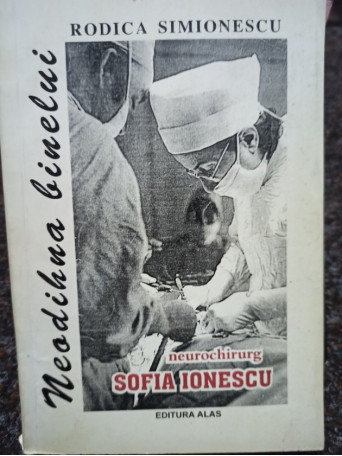 RODICA SIMIONESCU
Neodihna binelui
neurochirurg
SOFIA IONESCU
EDITURA ALAS